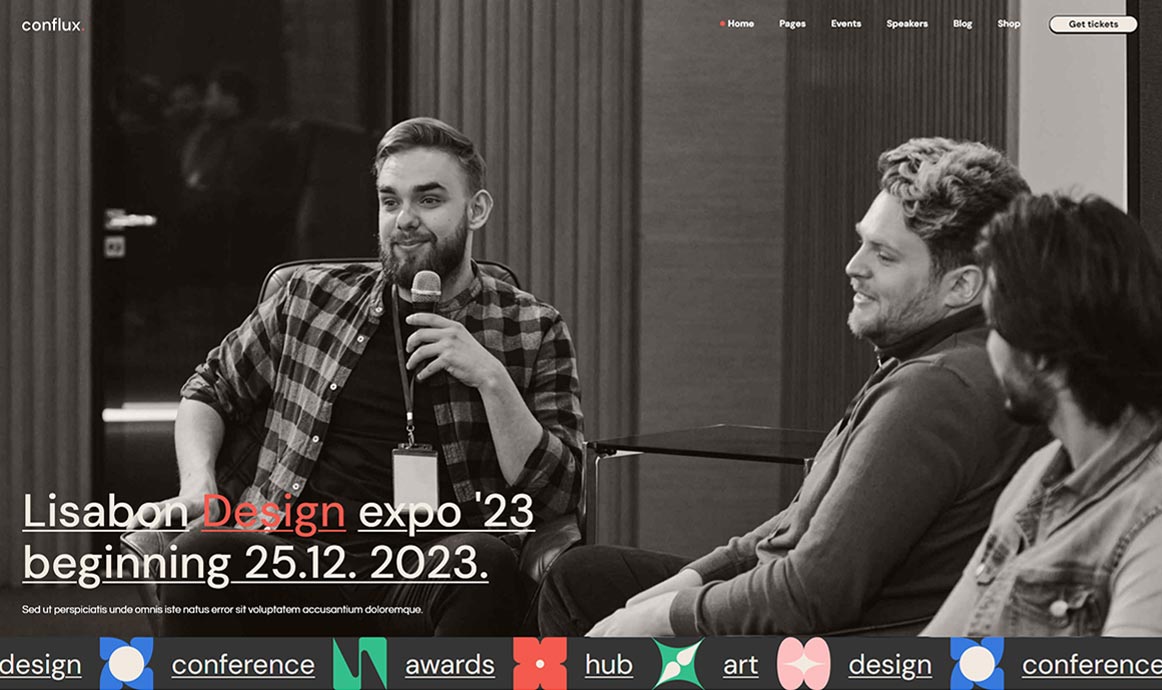 conflux.
Home Pages Events Speakers Blog Shop Get tickets
Lisabon Design expo '23
beginning 25.12. 2023.
Sed ut perspiciatis unde omnis iste natus error sit voluptatem accusantium doloremque.
design conference awards hub art design conference